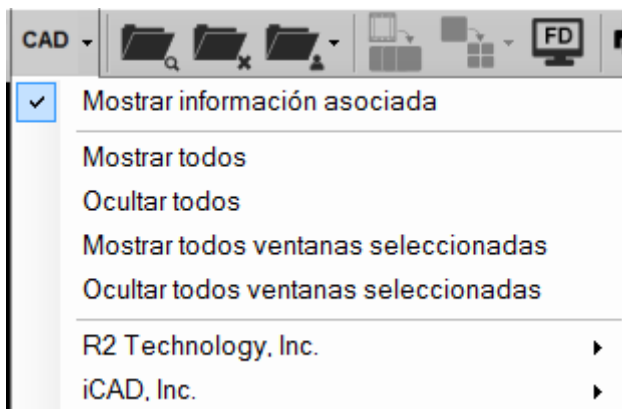 CAD FD
Mostrar información asociada
Mostrar todos
Ocultar todos
Mostrar todos ventanas seleccionadas
Ocultar todos ventanas seleccionadas
R2 Technology, Inc.
iCAD, Inc.